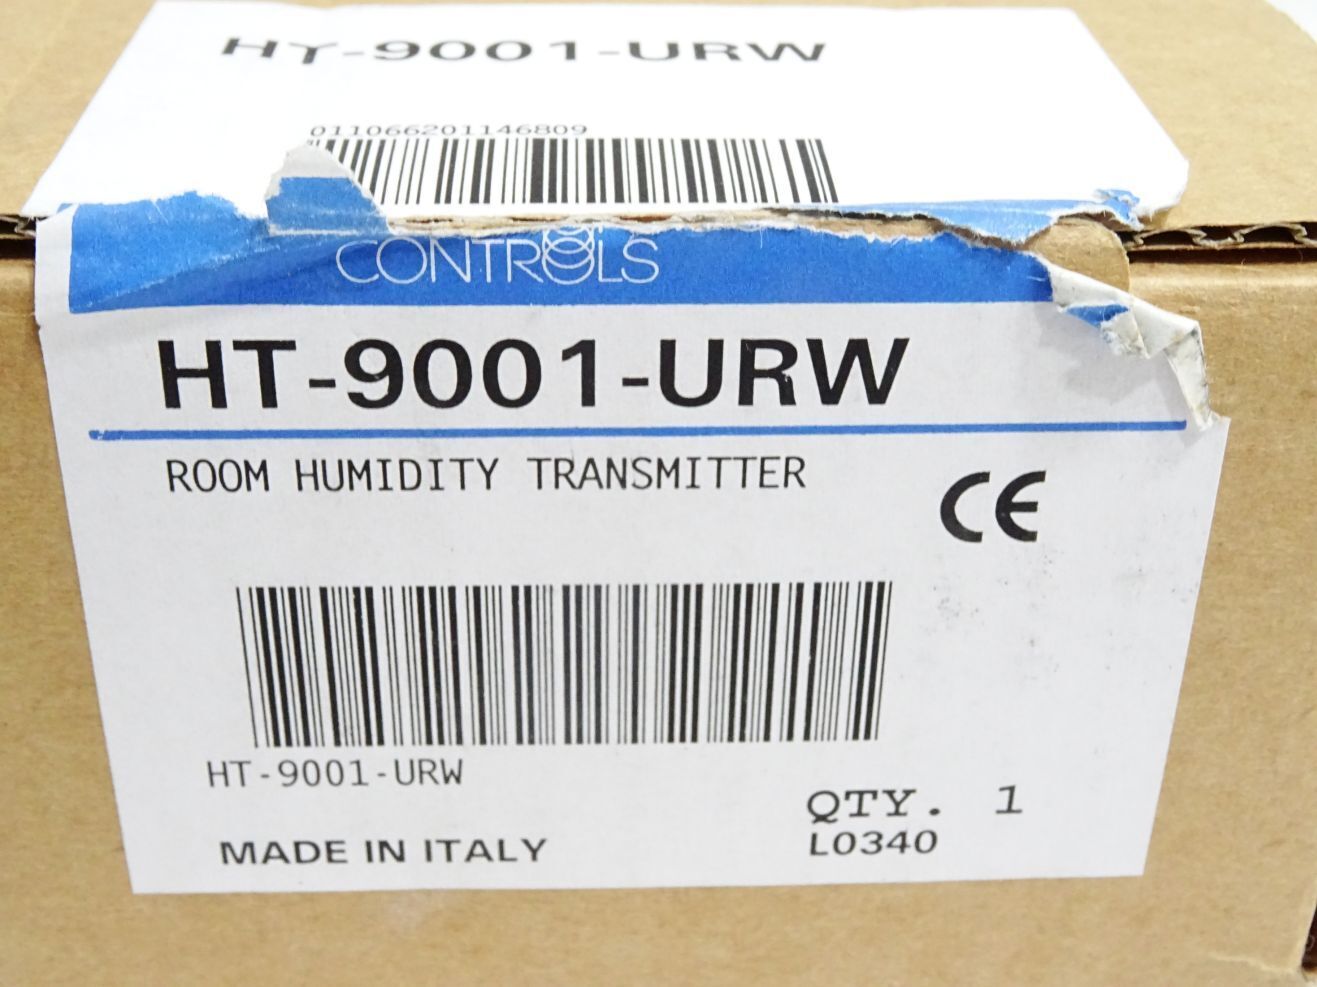 HT-9001-URW
011066201146809
CONTROLS
HT-9001-URW
ROOM HUMIDITY TRANSMITTER
CE
HT-9001-URW
QTY. 1
MADE IN ITALY
L0340